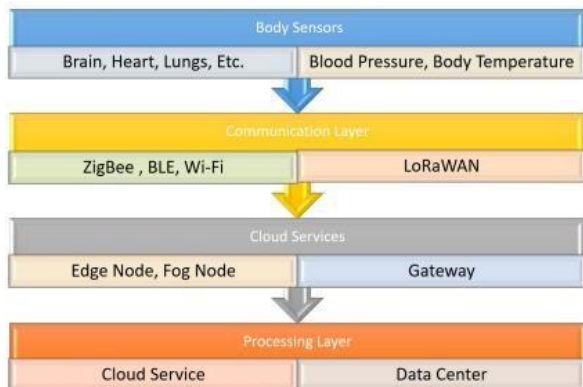 Body Sensors
Brain, Heart, Lungs, Etc.
Blood Pressure, Body Temperature
Communication Layer
ZigBee , BLE, Wi-Fi
LoRaWAN
Cloud Services
Edge Node, Fog Node
Gateway
Processing Layer
Cloud Service
Data Center